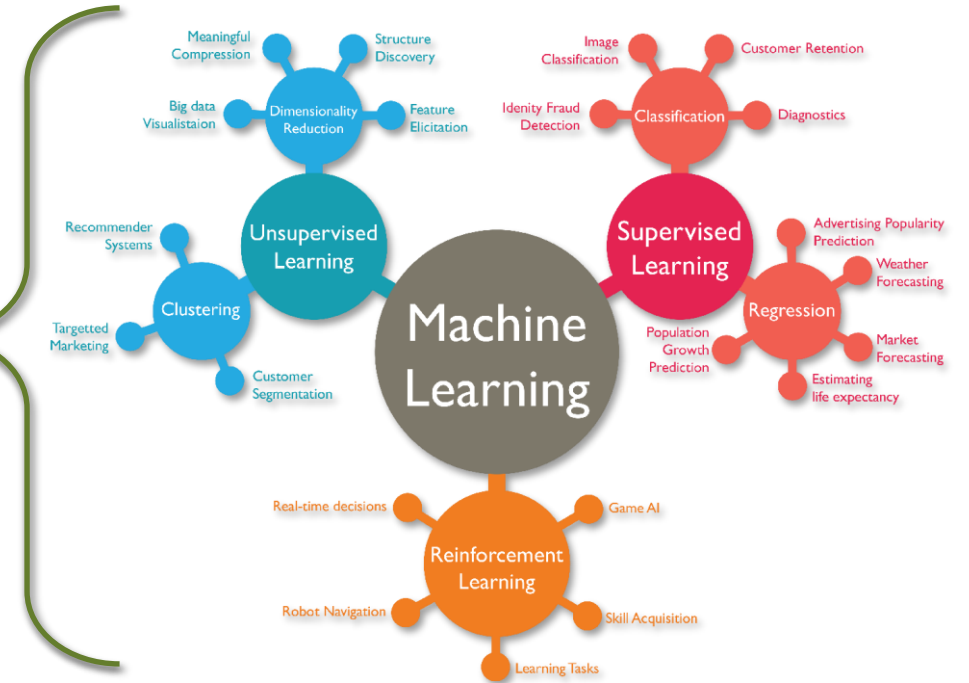 Meaningful
Compression
Structure
Discovery
Big data
Visualistaion
Dimensionality
Reduction
Feature
Elicitation
Image
Classification
Customer Retention
Idenity Fraud
Detection
Classification
Diagnostics
Recommender
Systems
Unsupervised
Learning
Clustering
Targetted
Marketing
Customer
Segmentation
Machine
Learning
Supervised
Learning
Advertising Popularity
Prediction
Weather
Forecasting
Regression
Population
Growth
Prediction
Market
Forecasting
Estimating
life expectancy
Real-time decisions
Game AI
Reinforcement
Learning
Robot Navigation
Skill Acquisition
Learning Tasks